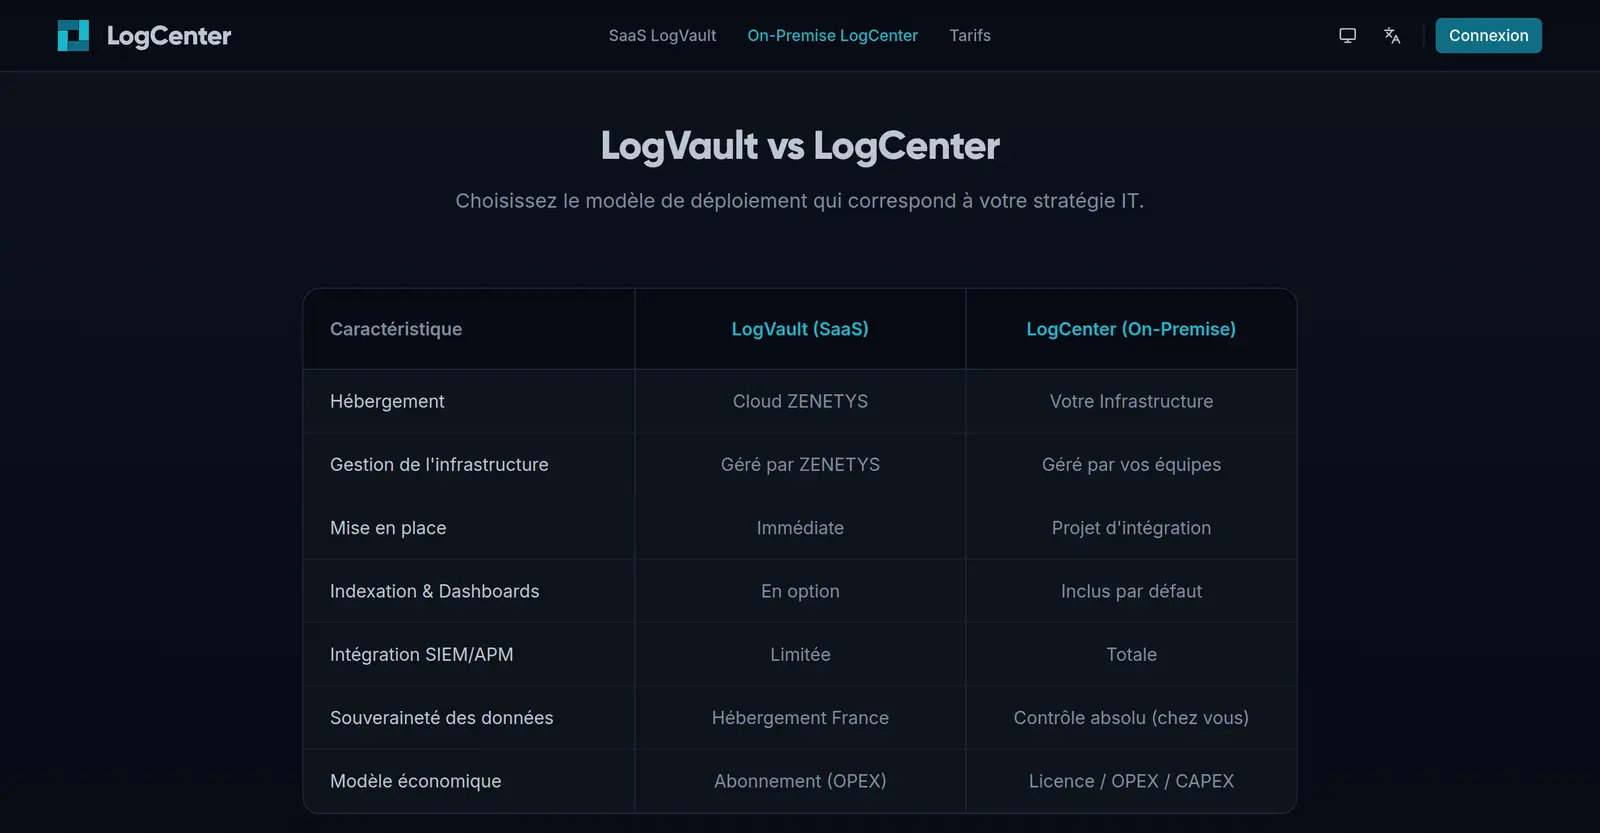 LogCenter
SaaS LogVault On-Premise LogCenter Tarifs
Connexion
LogVault vs LogCenter
Choisissez le modèle de déploiement qui correspond à votre stratégie IT.
Caractéristique LogVault (SaaS) LogCenter (On-Premise)
Hébergement Cloud ZENETYS Votre Infrastructure
Gestion de l'infrastructure Géré par ZENETYS Géré par vos équipes
Mise en place Immédiate Projet d'intégration
Indexation & Dashboards En option Inclus par défaut
Intégration SIEM/APM Limitée Totale
Souveraineté des données Hébergement France Contrôle absolu (chez vous)
Modèle économique Abonnement (OPEX) Licence / OPEX / CAPEX